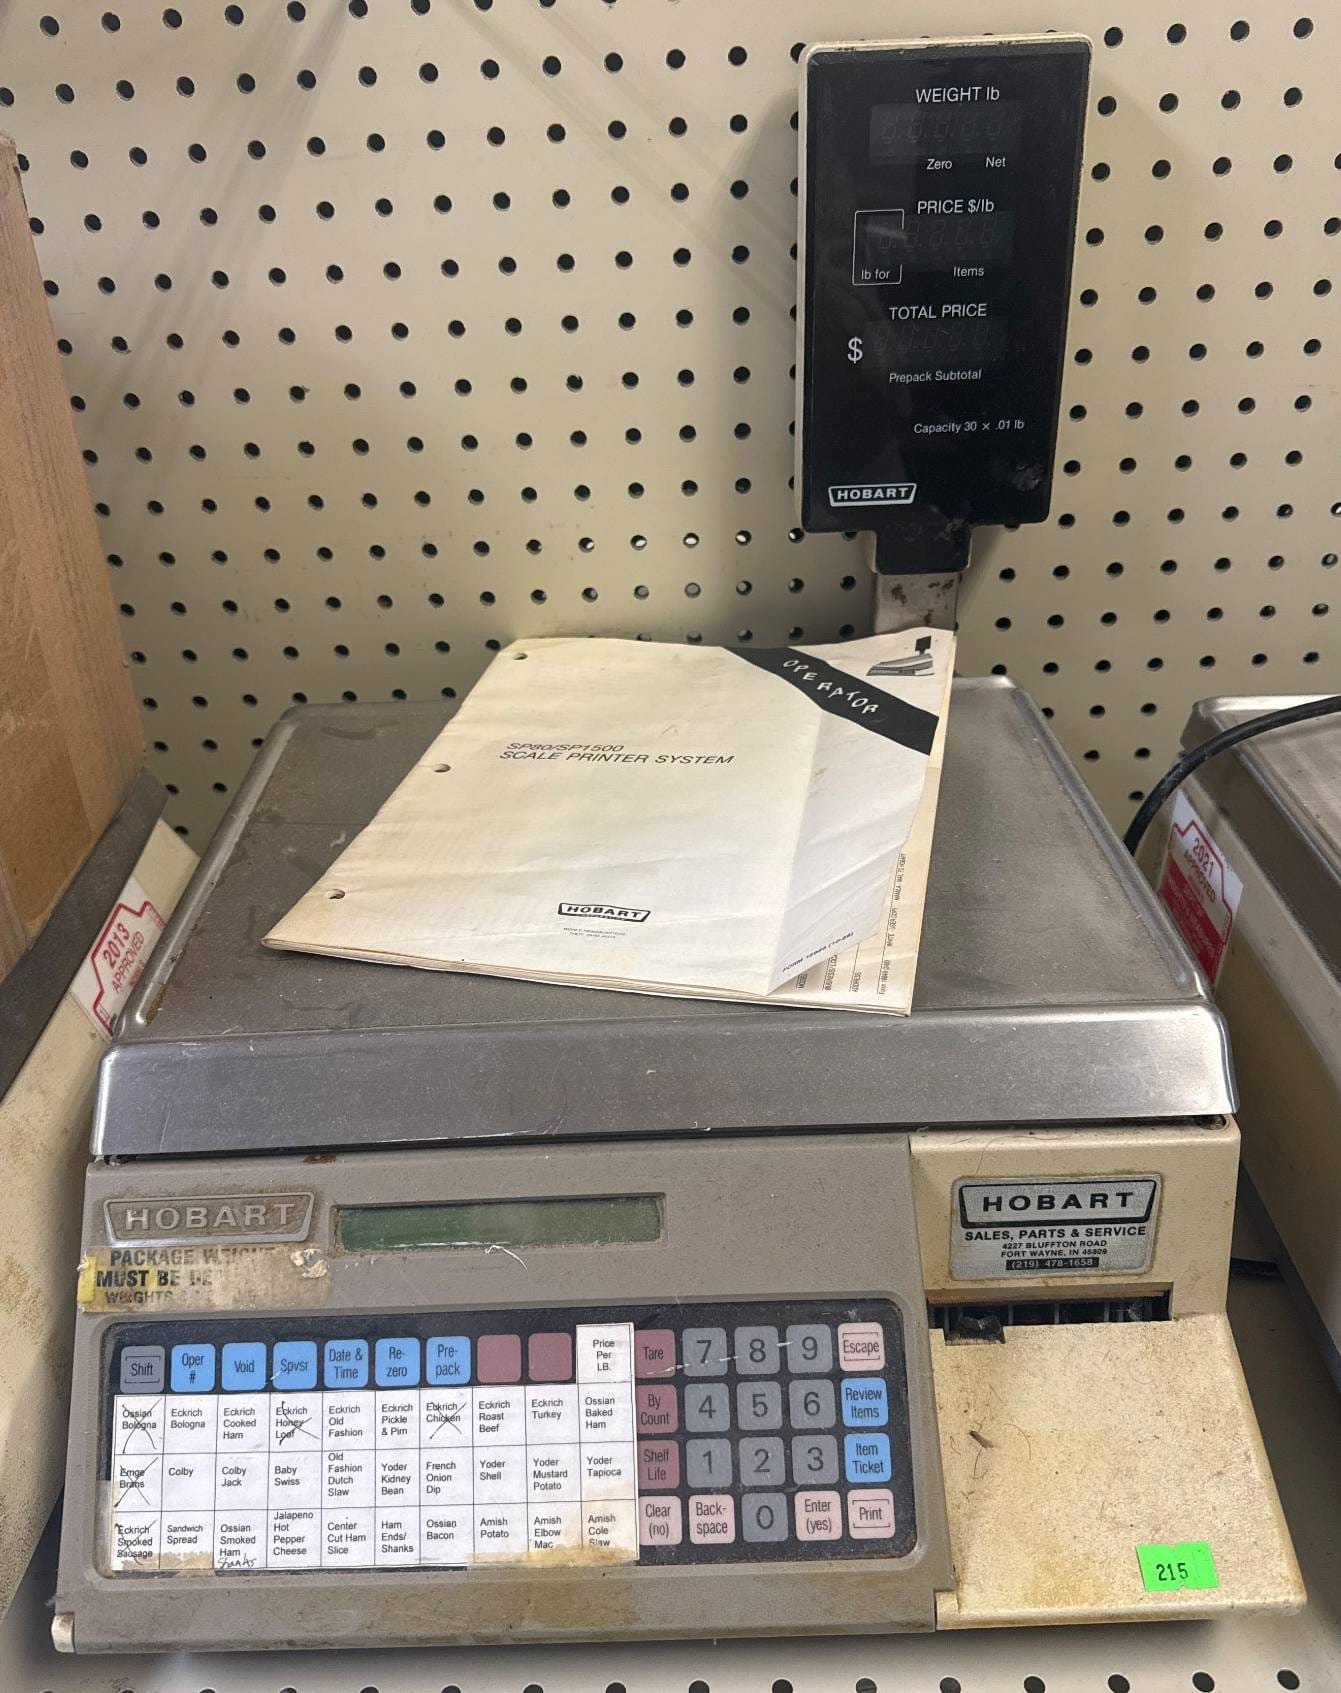 WEIGHT lb
Zero Net
PRICE $/lb
lb for Items
TOTAL PRICE
$
Prepack Subtotal
Capacity 30 x .01 lb
HOBART
OPERATOR
SP80/SP1500
SCALE PRINTER SYSTEM
HOBART
2013
APPROVED
2021
APPROVED
HOBART
PACKAGE WEIGHT
MUST BE DE
WEIGHTS
HOBART
SALES, PARTS & SERVICE
4227 BLUFFTON ROAD
FORT WAYNE, IN 46809
(219) 478-1658
Shift
Oper
#
Void
Spvsr
Date &
Time
Re-
zero
Pre-
pack
Price
Per
LB.
Tare
7
8
9
Escape
Ossian
Bologna
Eckrich
Bologna
Eckrich
Cooked
Ham
Eckrich
Honey
Loaf
Eckrich
Old
Fashion
Eckrich
Pickle
& Pim
Eckrich
Chicken
Eckrich
Roast
Beef
Eckrich
Turkey
Ossian
Baked
Ham
By
Count
4
5
6
Review
Items
Emge
Brats
Colby
Colby
Jack
Baby
Swiss
Old
Fashion
Dutch
Slaw
Yoder
Kidney
Bean
French
Onion
Dip
Yoder
Shell
Yoder
Mustard
Potato
Yoder
Tapioca
Shelf
Life
1
2
3
Item
Ticket
Eckrich
Smoked
Sausage
Sandwich
Spread
Ossian
Smoked
Ham
Shanks
Jalapeno
Hot
Pepper
Cheese
Center
Cut Ham
Slice
Ham
Ends/
Shanks
Ossian
Bacon
Amish
Potato
Amish
Elbow
Mac
Amish
Cole
Slaw
Clear
(no)
Back-
space
0
Enter
(yes)
Print
215